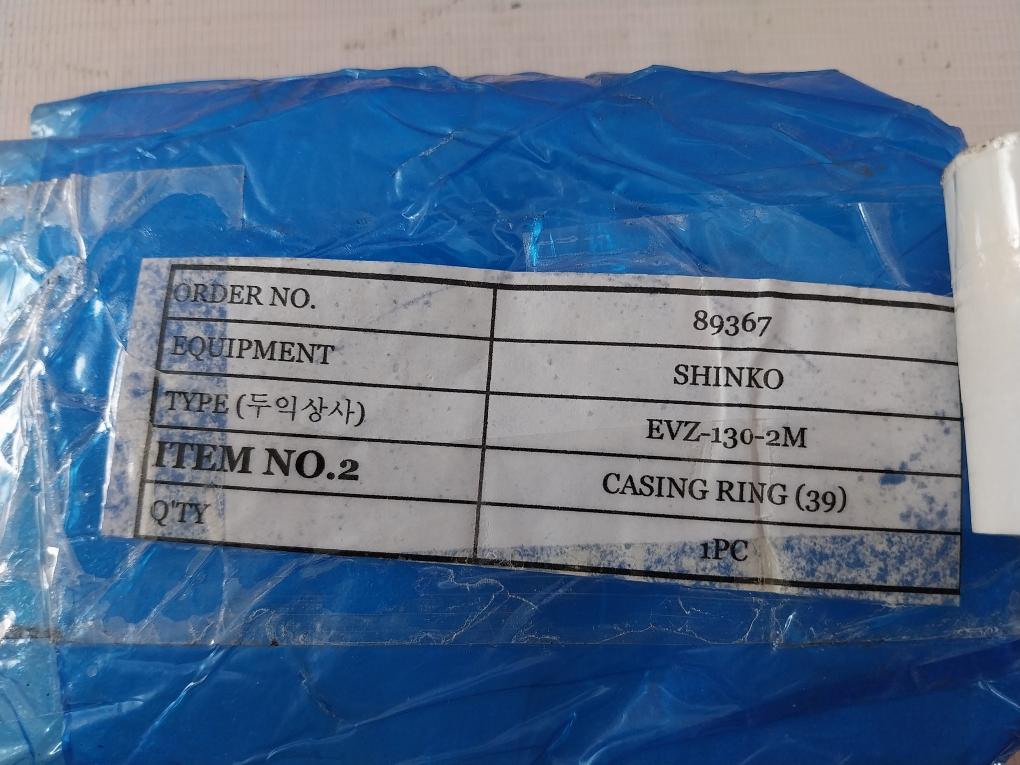 ORDER NO. 89367
EQUIPMENT SHINKO
TYPE (두익상사) EVZ-130-2M
ITEM NO.2 CASING RING (39)
Q'TY 1PC